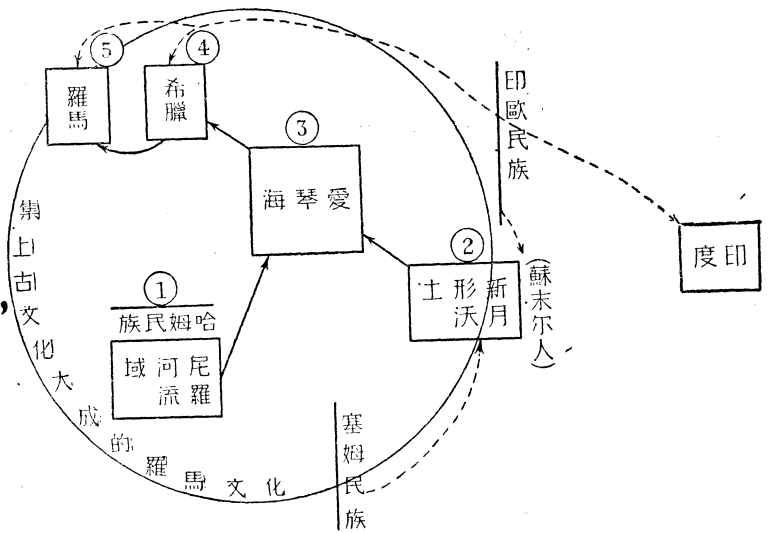 ⑤
羅馬
④
希臘
③
愛琴海
印歐民族
②
新月形沃土
(蘇末尔人)
印度
①
哈姆民族
尼羅河流域
塞姆民族
集上古文化大成的羅馬文化